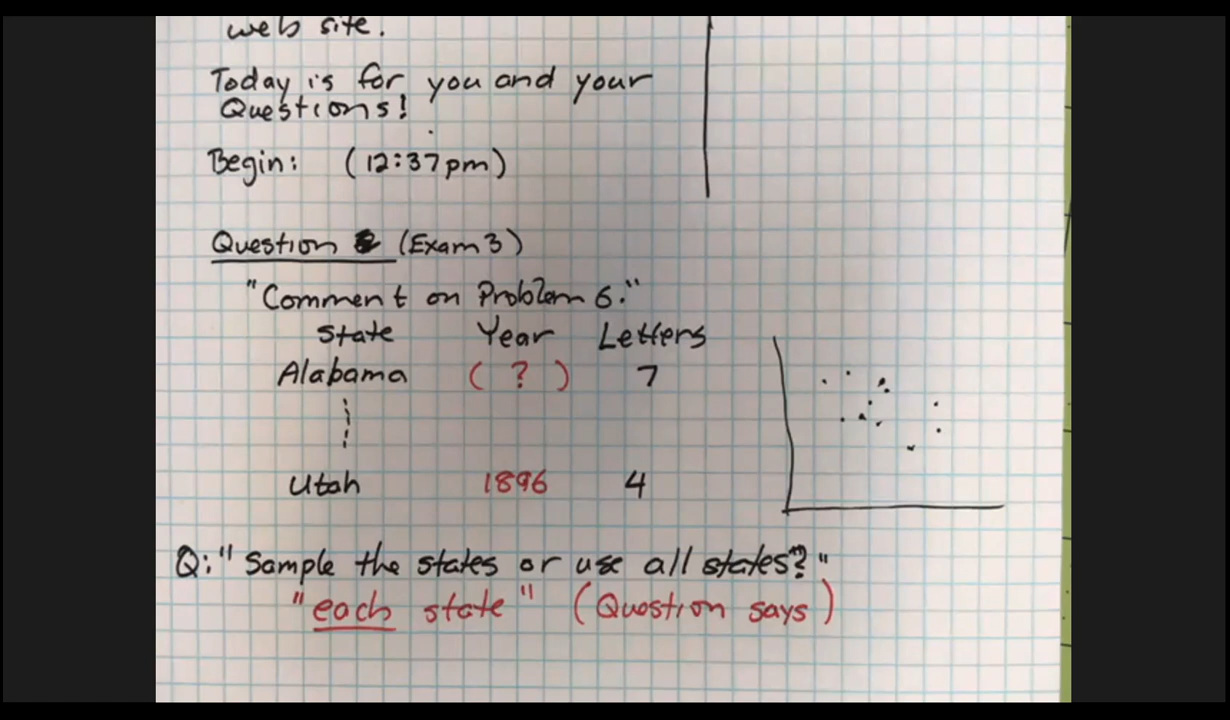 web site.
Today is for you and your
Questions!
Begin: (12:37pm)
Question (Exam 3)
"Comment on Problem 6."
State Year Letters
Alabama ( ? ) 7
Utah 1896 4
Q: "Sample the states or use all states?"
"each state" (Question says)